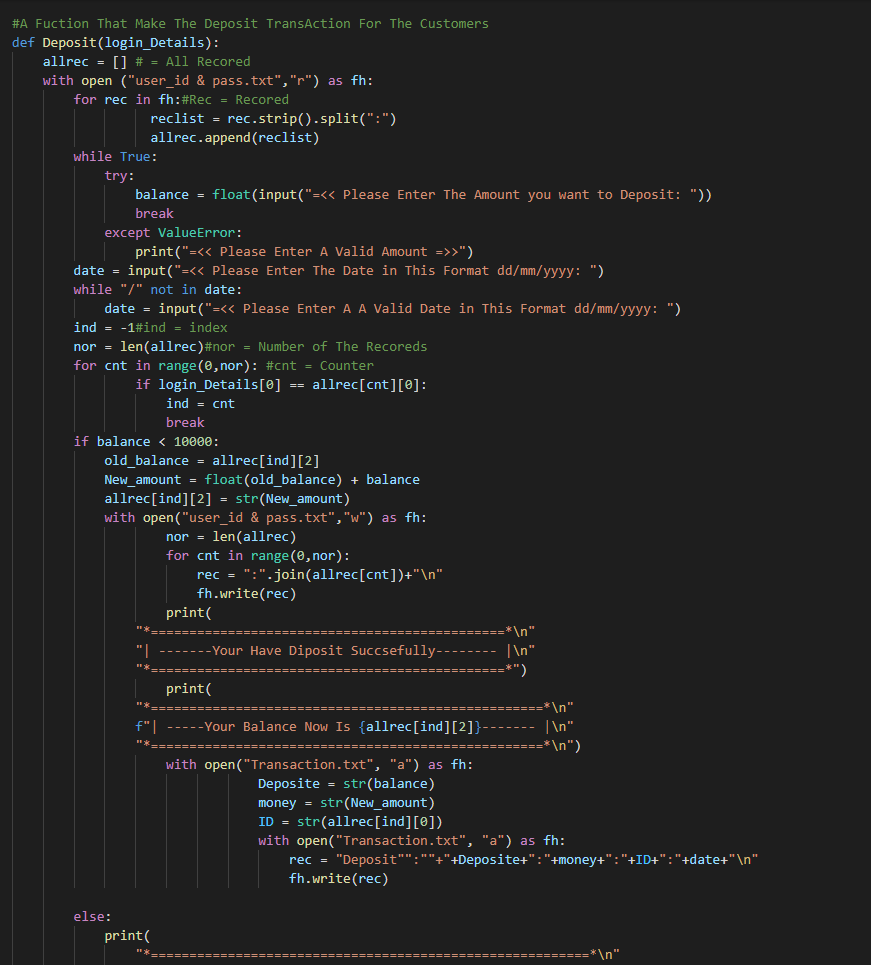 #A Fuction That Make The Deposit TransAction For The Customers
def Deposit(login_Details):
    allrec = [] # = All Recored
    with open ("user_id & pass.txt","r") as fh:
        for rec in fh:#Rec = Recored
                  reclist = rec.strip().split(":")
                  allrec.append(reclist)
        while True:
            try:
                balance = float(input("=<< Please Enter The Amount you want to Deposit: "))
                break
            except ValueError:
                print("=<< Please Enter A Valid Amount =>>")
        date = input("=<< Please Enter The Date in This Format dd/mm/yyyy: ")
        while "/" not in date:
            date = input("=<< Please Enter A A Valid Date in This Format dd/mm/yyyy: ")
        ind = -1#ind = index
        nor = len(allrec)#nor = Number of The Recoreds
        for cnt in range(0,nor): #cnt = Counter
                if login_Details[0] == allrec[cnt][0]:
                    ind = cnt
                    break
        if balance < 10000:
            old_balance = allrec[ind][2]
            New_amount = float(old_balance) + balance
            allrec[ind][2] = str(New_amount)
            with open("user_id & pass.txt","w") as fh:
                    nor = len(allrec)
                    for cnt in range(0,nor):
                        rec = ":".join(allrec[cnt])+"\n"
                        fh.write(rec)
                    print(
                "*==============================================*\n"
                "| -------Your Have Diposit Succsefully-------- |\n"
                "*==============================================*")
                    print(
                "*===================================================*\n"
                f"| -----Your Balance Now Is {allrec[ind][2]}------- |\n"
                "*===================================================*\n")
                    with open("Transaction.txt", "a") as fh:
                                Deposite = str(balance)
                                money = str(New_amount)
                                ID = str(allrec[ind][0])
                                with open("Transaction.txt", "a") as fh:
                                    rec = "Deposit"":""+"+Deposite+":"+money+":"+ID+":"+date+"\n"
                                    fh.write(rec)
        else:
            print(
                "*=========================================================*\n"